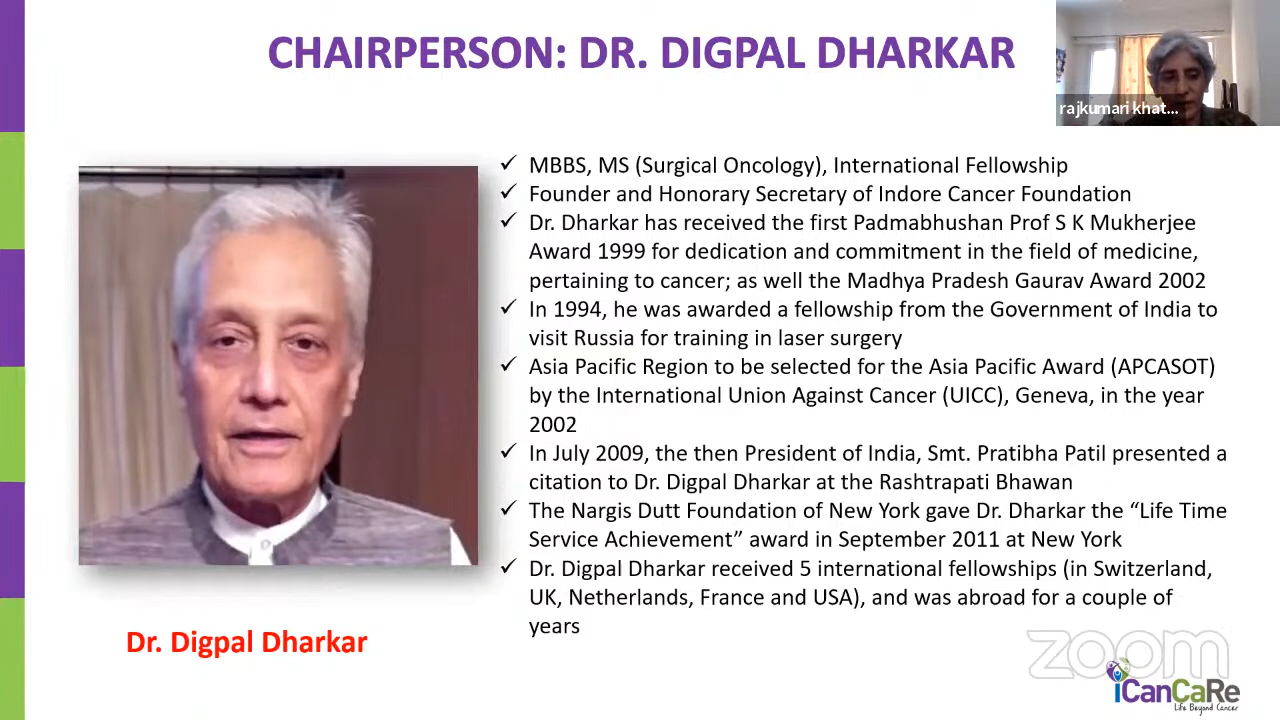 CHAIRPERSON: DR. DIGPAL DHARKAR
rajkumari khat...
MBBS, MS (Surgical Oncology), International Fellowship
Founder and Honorary Secretary of Indore Cancer Foundation
Dr. Dharkar has received the first Padmabhushan Prof S K Mukherjee
Award 1999 for dedication and commitment in the field of medicine,
pertaining to cancer; as well the Madhya Pradesh Gaurav Award 2002
In 1994, he was awarded a fellowship from the Government of India to
visit Russia for training in laser surgery
Asia Pacific Region to be selected for the Asia Pacific Award (APCASOT)
by the International Union Against Cancer (UICC), Geneva, in the year
2002
In July 2009, the then President of India, Smt. Pratibha Patil presented a
citation to Dr. Digpal Dharkar at the Rashtrapati Bhawan
The Nargis Dutt Foundation of New York gave Dr. Dharkar the “Life Time
Service Achievement” award in September 2011 at New York
Dr. Digpal Dharkar received 5 international fellowships (in Switzerland,
UK, Netherlands, France and USA), and was abroad for a couple of
years
Dr. Digpal Dharkar
zoom
iCanCaRe
Life Beyond Cancer